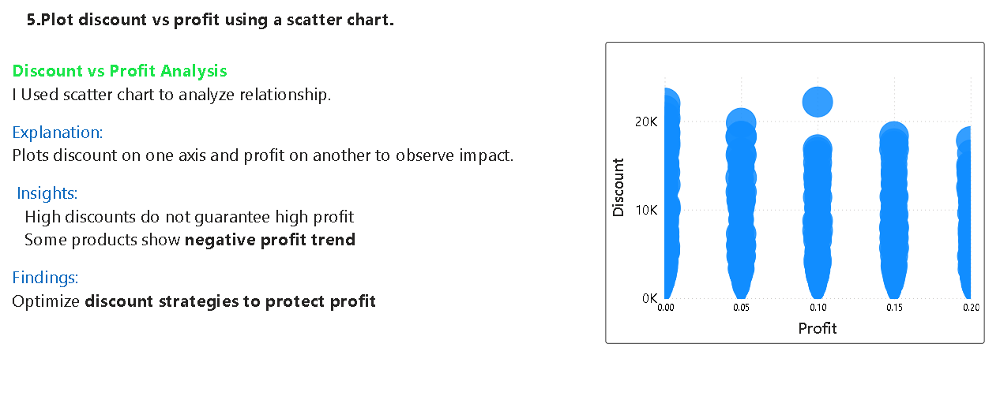 5.Plot discount vs profit using a scatter chart.
Discount vs Profit Analysis
I Used scatter chart to analyze relationship.
Explanation:
Plots discount on one axis and profit on another to observe impact.
Insights:
High discounts do not guarantee high profit
Some products show negative profit trend
Findings:
Optimize discount strategies to protect profit
Discount
20K
10K
0K
0.00 0.05 0.10 0.15 0.20
Profit